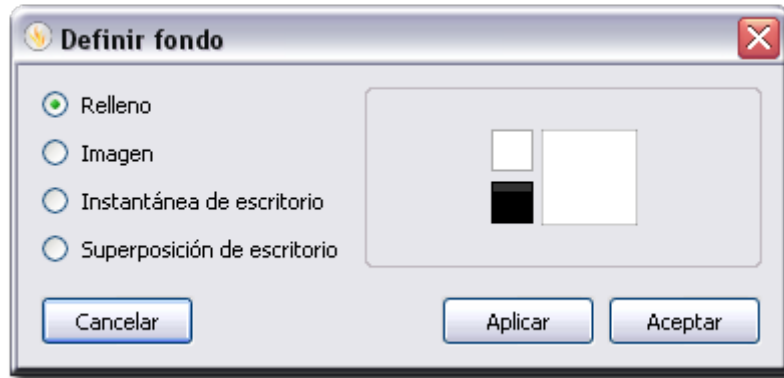 Definir fondo
Relleno
Imagen
Instantánea de escritorio
Superposición de escritorio
Cancelar
Aplicar
Aceptar